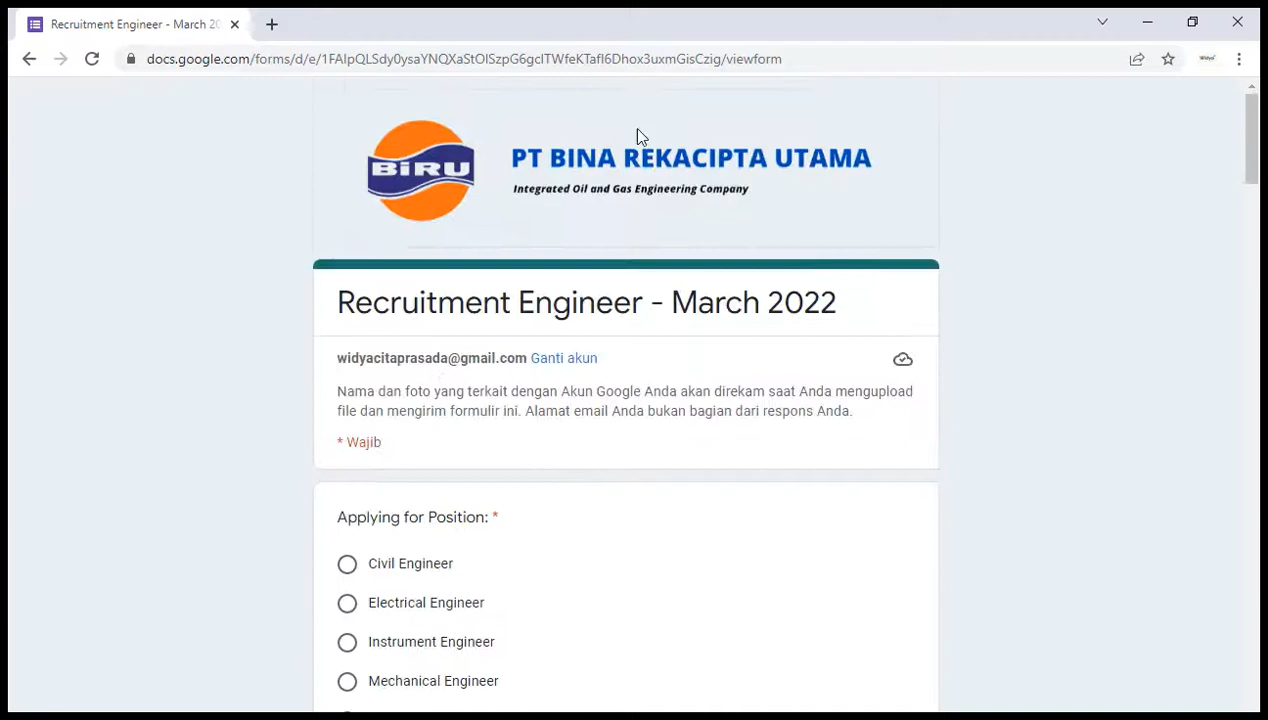 Recruitment Engineer - March 20
docs.google.com/forms/d/e/1FAIpQLSdy0ysaYNQXaStOlSzpG6gcITWfeKTafl6Dhox3uxmGisCzig/viewform
BiRU
PT BINA REKACIPTA UTAMA
Integrated Oil and Gas Engineering Company
Recruitment Engineer - March 2022
widyacitaprasada@gmail.com Ganti akun
Nama dan foto yang terkait dengan Akun Google Anda akan direkam saat Anda mengupload
file dan mengirim formulir ini. Alamat email Anda bukan bagian dari respons Anda.
* Wajib
Applying for Position: *
Civil Engineer
Electrical Engineer
Instrument Engineer
Mechanical Engineer